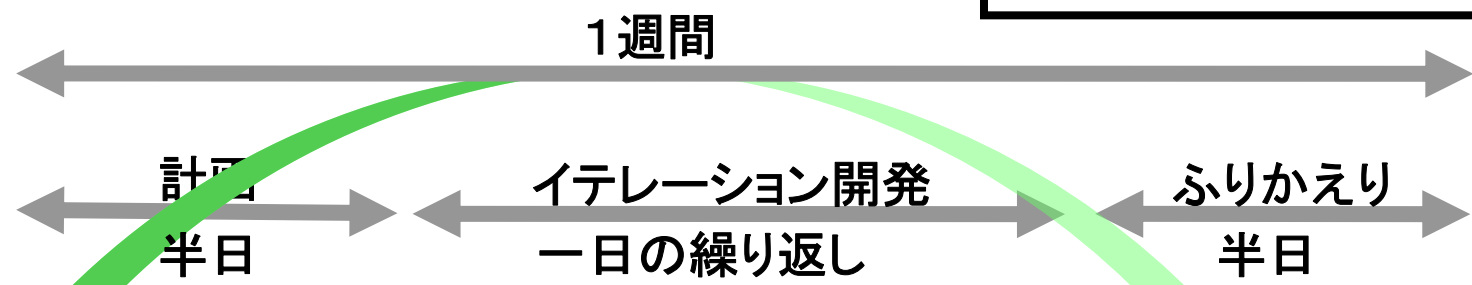 1週間
計画
イテレーション開発
ふりかえり
半日
一日の繰り返し
半日